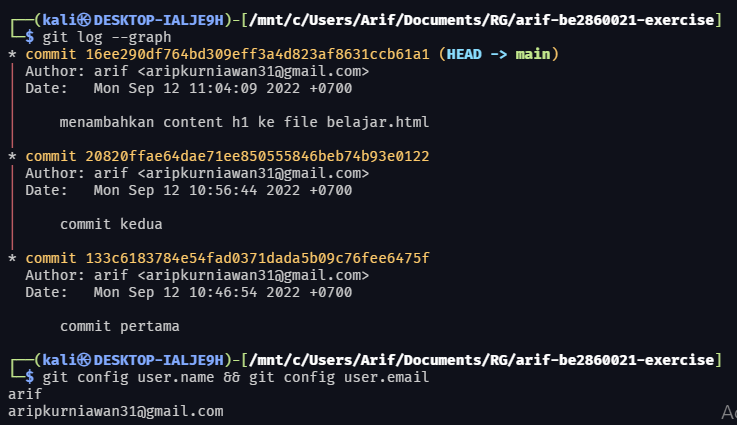 ┌──(kali㉿DESKTOP-IALJE9H)-[/mnt/c/Users/Arif/Documents/RG/arif-be2860021-exercise]
└─$ git log --graph
* commit 16ee290df764bd309eff3a4d823af8631ccb61a1 (HEAD -> main)
| Author: arif <aripkurniawan31@gmail.com>
| Date:   Mon Sep 12 11:04:09 2022 +0700
|
|     menambahkan content h1 ke file belajar.html
|
* commit 20820ffae64dae71ee850555846beb74b93e0122
| Author: arif <aripkurniawan31@gmail.com>
| Date:   Mon Sep 12 10:56:44 2022 +0700
|
|     commit kedua
|
* commit 133c6183784e54fad0371dada5b09c76fee6475f
  Author: arif <aripkurniawan31@gmail.com>
  Date:   Mon Sep 12 10:46:54 2022 +0700

      commit pertama

┌──(kali㉿DESKTOP-IALJE9H)-[/mnt/c/Users/Arif/Documents/RG/arif-be2860021-exercise]
└─$ git config user.name && git config user.email
arif
aripkurniawan31@gmail.com